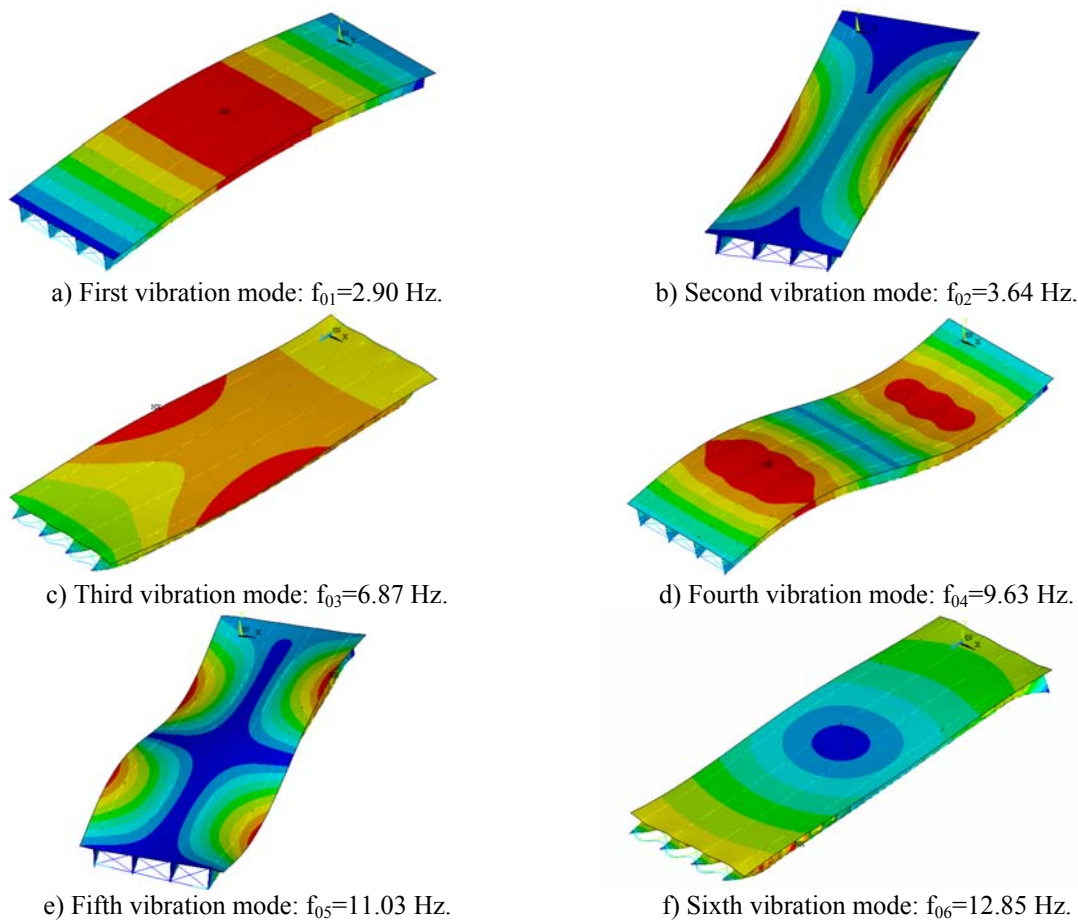 a) First vibration mode: f₀₁=2.90 Hz.
b) Second vibration mode: f₀₂=3.64 Hz.
c) Third vibration mode: f₀₃=6.87 Hz.
d) Fourth vibration mode: f₀₄=9.63 Hz.
e) Fifth vibration mode: f₀₅=11.03 Hz.
f) Sixth vibration mode: f₀₆=12.85 Hz.